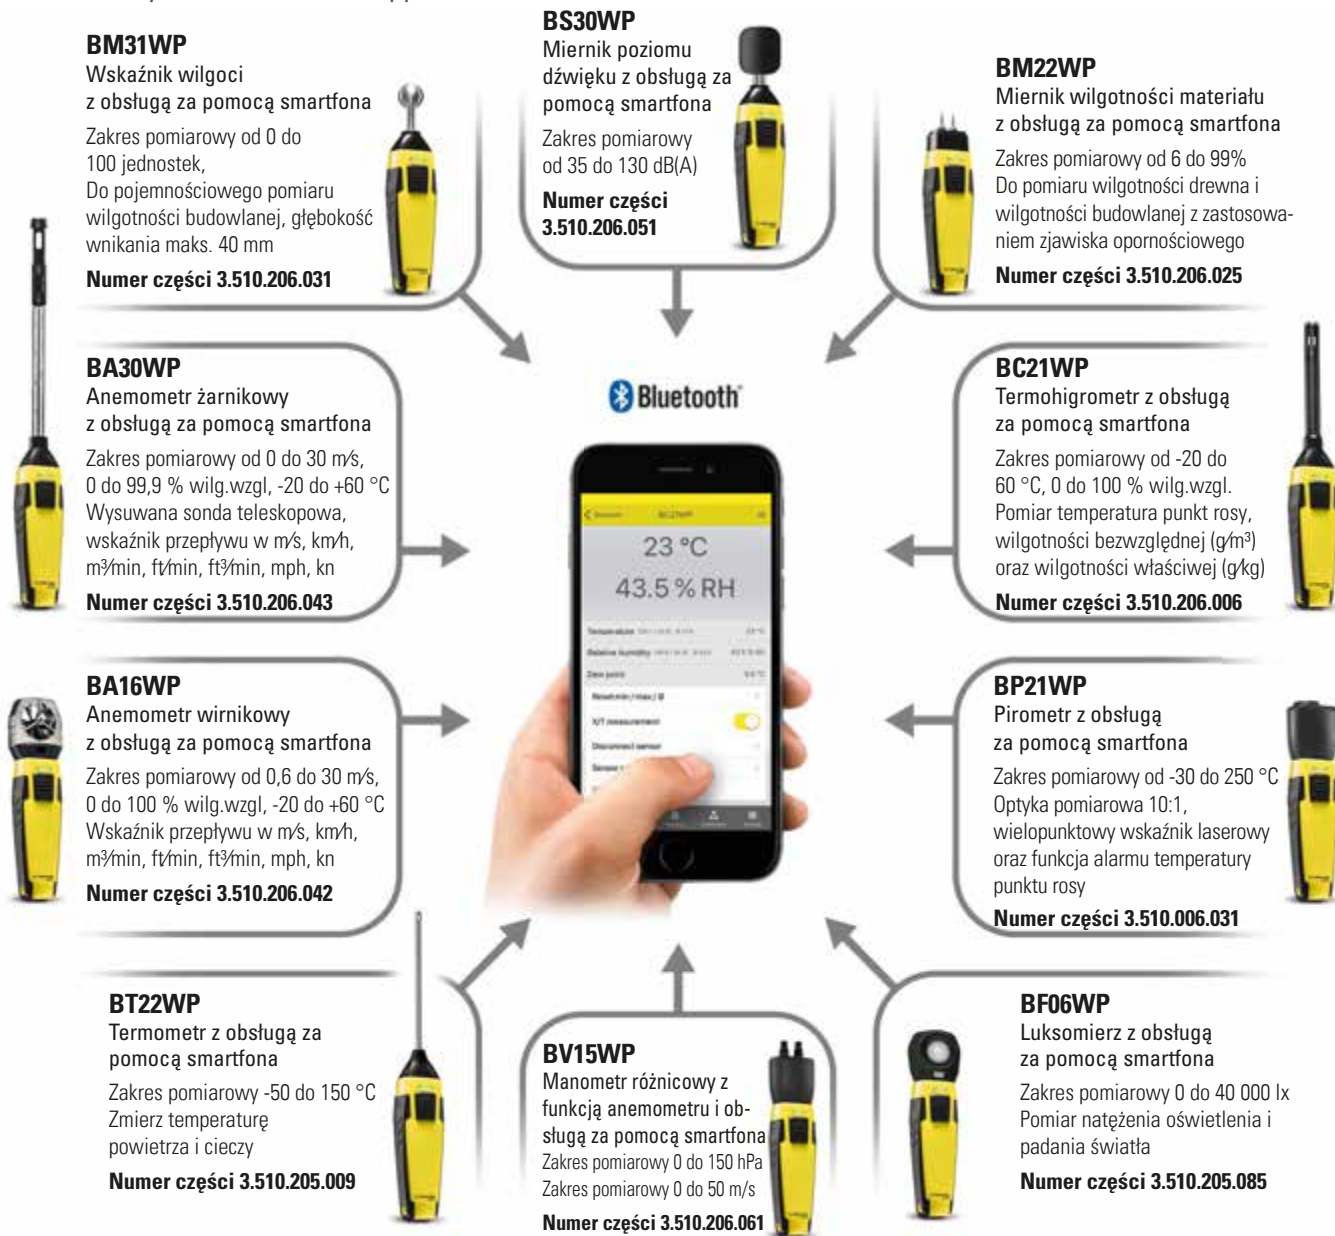 BM31WP
Wskaźnik wilgoci
z obsługą za pomocą smartfona
Zakres pomiarowy od 0 do
100 jednostek,
Do pojemnościowego pomiaru
wilgotności budowlanej, głębokość
wnikania maks. 40 mm
Numer części 3.510.206.031
BS30WP
Miernik poziomu
dźwięku z obsługą za
pomocą smartfona
Zakres pomiarowy
od 35 do 130 dB(A)
Numer części
3.510.206.051
BM22WP
Miernik wilgotności materiału
z obsługą za pomocą smartfona
Zakres pomiarowy od 6 do 99%
Do pomiaru wilgotności drewna i
wilgotności budowlanej z zastosowa-
niem zjawiska opornościowego
Numer części 3.510.206.025
BA30WP
Anemometr żarnikowy
z obsługą za pomocą smartfona
Zakres pomiarowy od 0 do 30 m/s,
0 do 99,9 % wilg.wzgl, -20 do +60 °C
Wysuwana sonda teleskopowa,
wskaźnik przepływu w m/s, km/h,
m³/min, ft/min, ft³/min, mph, kn
Numer części 3.510.206.043
Bluetooth
BC21WP
23 °C
43.5 % RH
Temperature
Relative humidity
Dew point
Reset min / max / Ø
X/T measurement
Disconnect sensor
BC21WP
Termohigrometr z obsługą
za pomocą smartfona
Zakres pomiarowy od -20 do
60 °C, 0 do 100 % wilg.wzgl.
Pomiar temperatura punkt rosy,
wilgotności bezwzględnej (g/m³)
oraz wilgotności właściwej (g/kg)
Numer części 3.510.206.006
BA16WP
Anemometr wirnikowy
z obsługą za pomocą smartfona
Zakres pomiarowy od 0,6 do 30 m/s,
0 do 100 % wilg.wzgl, -20 do +60 °C
Wskaźnik przepływu w m/s, km/h,
m³/min, ft/min, ft³/min, mph, kn
Numer części 3.510.206.042
BP21WP
Pirometr z obsługą
za pomocą smartfona
Zakres pomiarowy od -30 do 250 °C
Optyka pomiarowa 10:1,
wielopunktowy wskaźnik laserowy
oraz funkcja alarmu temperatury
punktu rosy
Numer części 3.510.006.031
BT22WP
Termometr z obsługą za
pomocą smartfona
Zakres pomiarowy -50 do 150 °C
Zmierz temperaturę
powietrza i cieczy
Numer części 3.510.205.009
BV15WP
Manometr różnicowy z
funkcją anemometru i ob-
sługą za pomocą smartfona
Zakres pomiarowy 0 do 150 hPa
Zakres pomiarowy 0 do 50 m/s
Numer części 3.510.206.061
BF06WP
Luksomierz z obsługą
za pomocą smartfona
Zakres pomiarowy 0 do 40 000 lx
Pomiar natężenia oświetlenia i
padania światła
Numer części 3.510.205.085